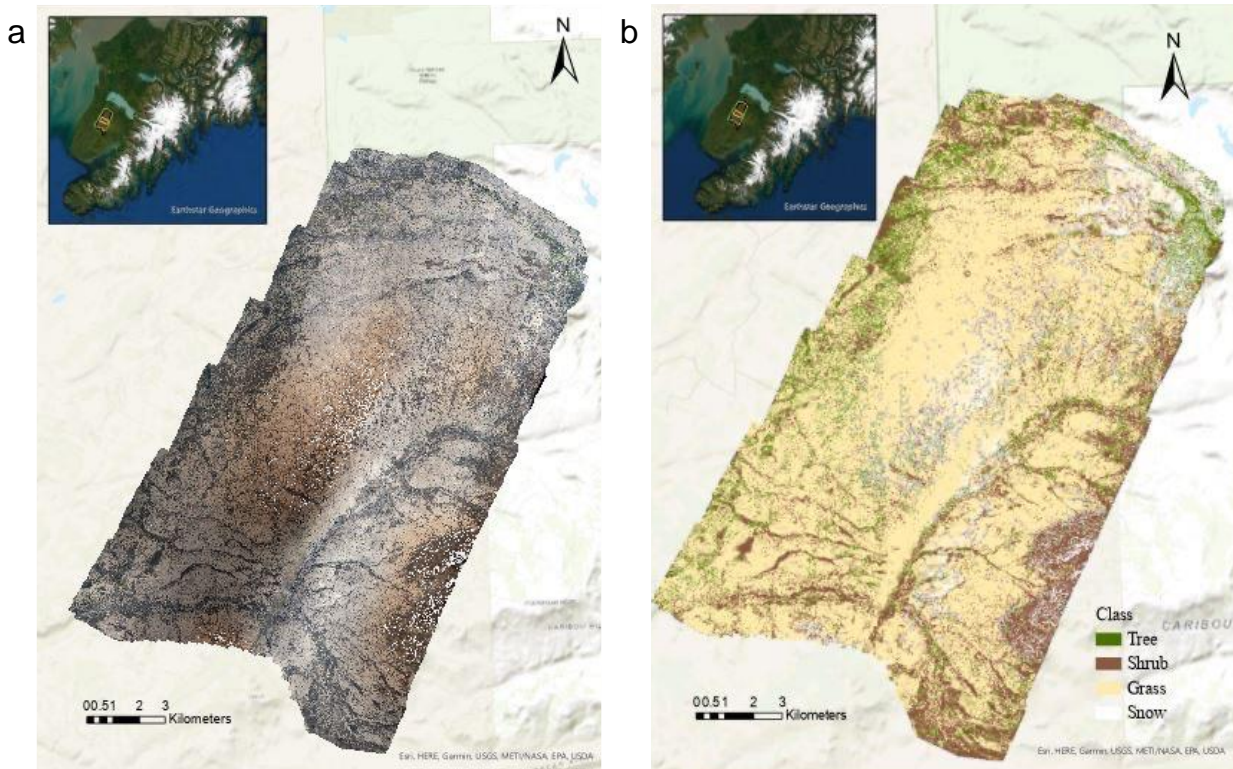 a
N
Earthstar Geographics
00.51 2 3
Kilometers
Esri, HERE, Garmin, USGS, METI/NASA, EPA, USDA
b
N
Earthstar Geographics
Class
Tree
Shrub
Grass
Snow
CARIBOU
00.51 2 3
Kilometers
Esri, HERE, Garmin, USGS, METI/NASA, EPA, USDA